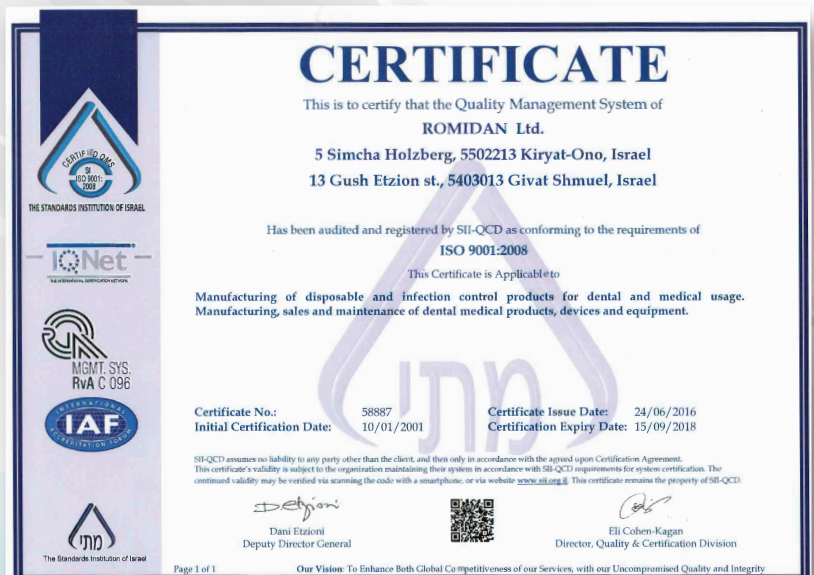 CERTIFICATE
This is to certify that the Quality Management System of
ROMIDAN Ltd.
5 Simcha Holzberg, 5502213 Kiryat-Ono, Israel
13 Gush Etzion st., 5403013 Givat Shmuel, Israel
Has been audited and registered by SII-QCD as conforming to the requirements of
ISO 9001:2008
This Certificate is Applicable to
Manufacturing of disposable and infection control products for dental and medical usage.
Manufacturing, sales and maintenance of dental medical products, devices and equipment.
מתי
Certificate No.: 58887 Certificate Issue Date: 24/06/2016
Initial Certification Date: 10/01/2001 Certification Expiry Date: 15/09/2018
SII-QCD assumes no liability to any party other than the client, and then only in accordance with the agreed upon Certification Agreement.
This certificate's validity is subject to the organization maintaining their system in accordance with SII-QCD requirements for system certification. The
continued validity may be verified via scanning the code with a smartphone, or via website www.sii.org.il. This certificate remains the property of SII-QCD.
D. Etzioni
Dani Etzioni
Deputy Director General
Eli Cohen-Kagan
Director, Quality & Certification Division
Page 1 of 1 Our Vision: To Enhance Both Global Competitiveness of our Services, with our Uncompromised Quality and Integrity
CERTIFIED QMS
SI
ISO 9001:
2008
THE STANDARDS INSTITUTION OF ISRAEL
IQNet
THE INTERNATIONAL CERTIFICATION NETWORK
MGMT. SYS.
RvA C 096
INTERNATIONAL
IAF
ACCREDITATION FORUM
מתי
The Standards Institution of Israel